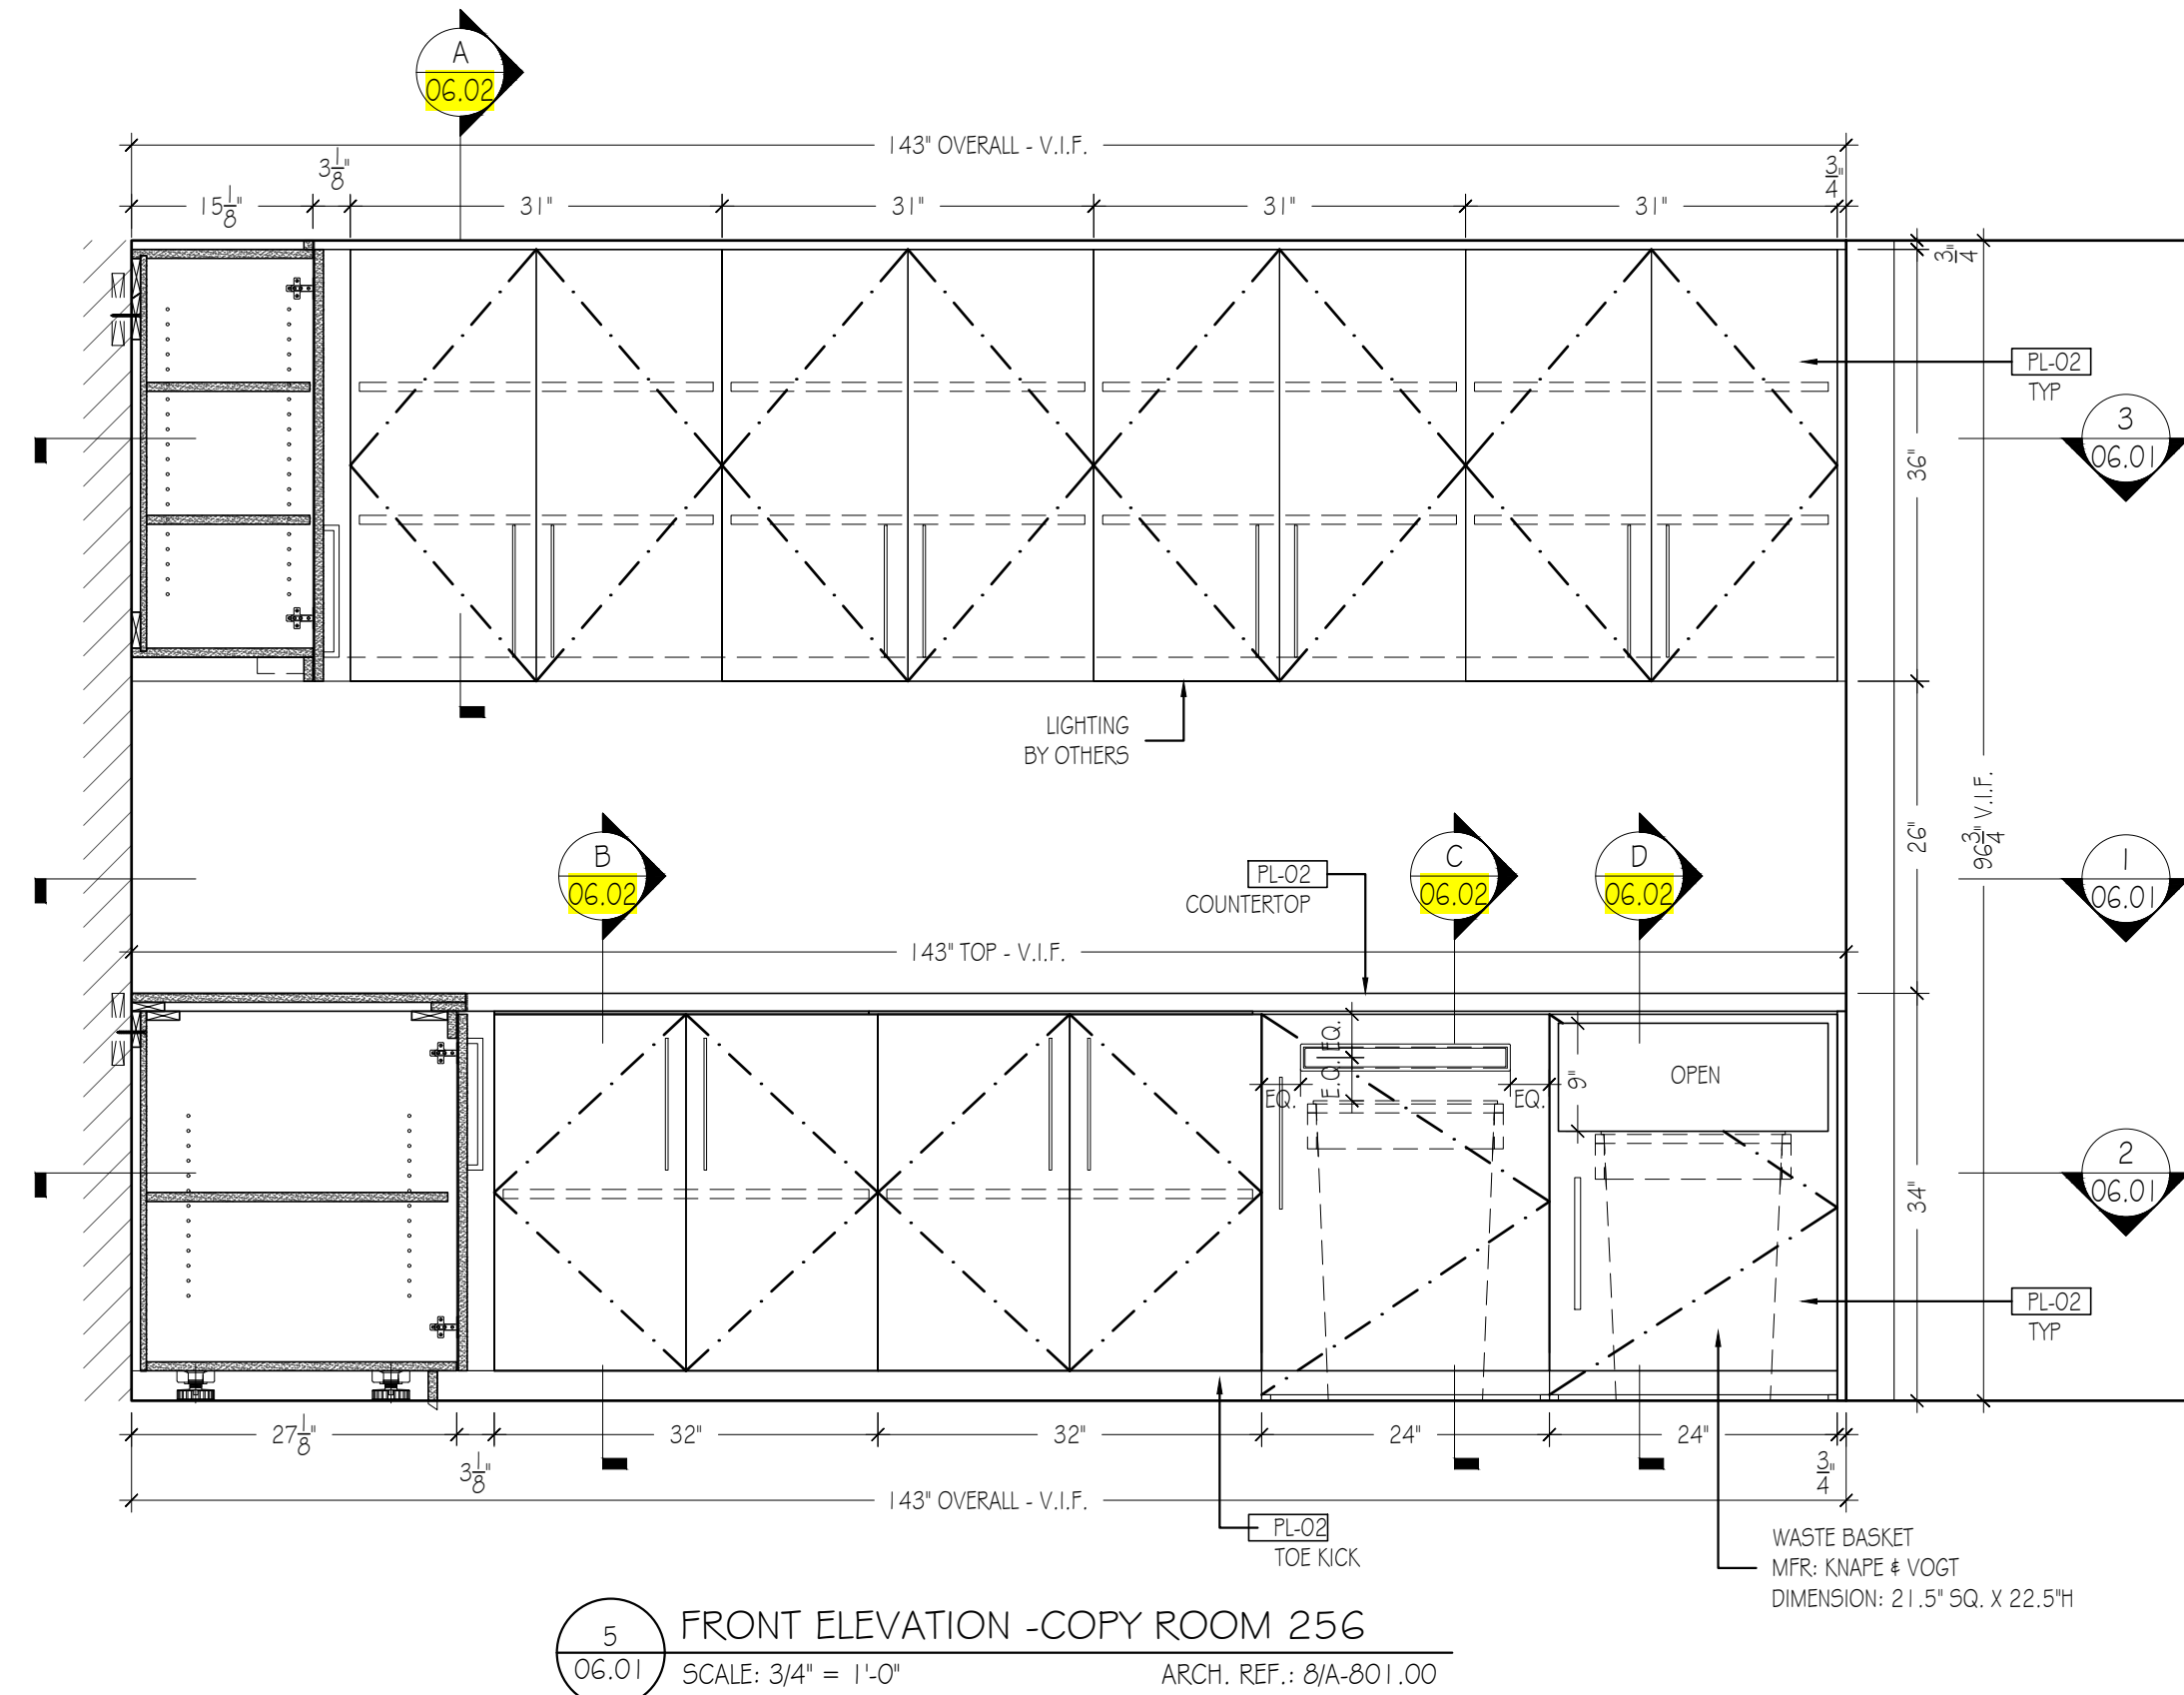 A
06.02
143" OVERALL - V.I.F.
15 1/8"
3 1/8"
31"
31"
31"
31"
3/4"
3/4"
PL-02
TYP
3
06.01
36"
LIGHTING
BY OTHERS
26"
96 3/4" V.I.F.
B
06.02
PL-02
COUNTERTOP
C
06.02
D
06.02
1
06.01
143" TOP - V.I.F.
EQ.
E.Q.
EQ.
EQ.
9"
OPEN
2
06.01
34"
PL-02
TYP
27 1/8"
3 1/8"
32"
32"
24"
24"
3/4"
143" OVERALL - V.I.F.
PL-02
TOE KICK
WASTE BASKET
MFR: KNAPE & VOGT
DIMENSION: 21.5" SQ. X 22.5"H
5
06.01
FRONT ELEVATION -COPY ROOM 256
SCALE: 3/4" = 1'-0"
ARCH. REF.: 8/A-801.00